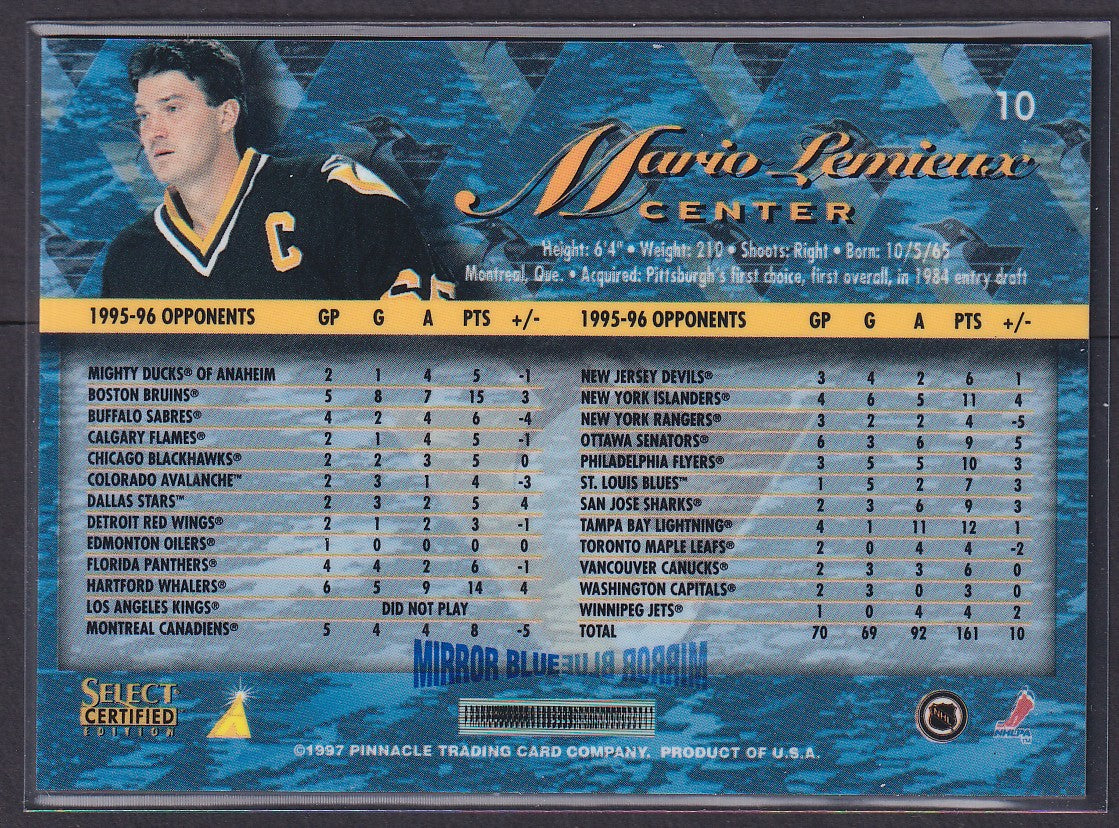 10
Mario Lemieux
CENTER
C
Height: 6'4" • Weight: 210 • Shoots: Right • Born: 10/5/65
Montreal, Que. • Acquired: Pittsburgh's first choice, first overall, in 1984 entry draft
1995-96 OPPONENTS GP G A PTS +/-
MIGHTY DUCKS® OF ANAHEIM 2 1 4 5 -1
BOSTON BRUINS® 5 8 7 15 3
BUFFALO SABRES® 4 2 4 6 -4
CALGARY FLAMES® 2 1 4 5 -1
CHICAGO BLACKHAWKS® 2 2 3 5 0
COLORADO AVALANCHE™ 2 3 1 4 -3
DALLAS STARS™ 2 3 2 5 4
DETROIT RED WINGS® 2 1 2 3 -1
EDMONTON OILERS® 1 0 0 0 0
FLORIDA PANTHERS® 4 4 2 6 -1
HARTFORD WHALERS® 6 5 9 14 4
LOS ANGELES KINGS® DID NOT PLAY
MONTREAL CANADIENS® 5 4 4 8 -5
1995-96 OPPONENTS GP G A PTS +/-
NEW JERSEY DEVILS® 3 4 2 6 1
NEW YORK ISLANDERS® 4 6 5 11 4
NEW YORK RANGERS® 3 2 2 4 -5
OTTAWA SENATORS® 6 3 6 9 5
PHILADELPHIA FLYERS® 3 5 5 10 3
ST. LOUIS BLUES™ 1 5 2 7 3
SAN JOSE SHARKS® 2 3 6 9 3
TAMPA BAY LIGHTNING® 4 1 11 12 1
TORONTO MAPLE LEAFS® 2 0 4 4 -2
VANCOUVER CANUCKS® 2 3 3 6 0
WASHINGTON CAPITALS® 2 3 0 3 0
WINNIPEG JETS® 1 0 4 4 2
TOTAL 70 69 92 161 10
MIRROR BLUE MIRROR BLUE
SELECT
CERTIFIED
EDITION
NHL
NHLPA
™
©1997 PINNACLE TRADING CARD COMPANY. PRODUCT OF U.S.A.